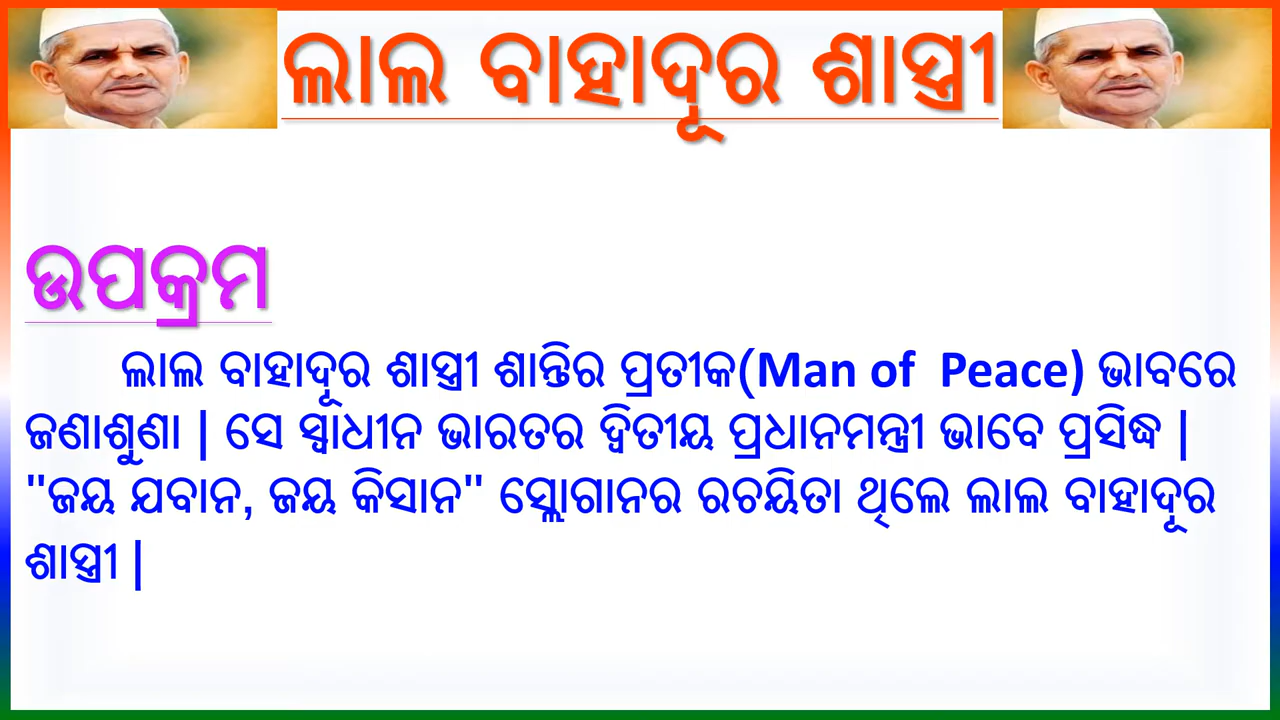 ଲାଲ ବାହାଦୂର ଶାସ୍ତ୍ରୀ
ଉପକ୍ରମ
ଲାଲ ବାହାଦୂର ଶାସ୍ତ୍ରୀ ଶାନ୍ତିର ପ୍ରତୀକ(Man of Peace) ଭାବରେ
ଜଣାଶୁଣା | ସେ ସ୍ଵାଧୀନ ଭାରତର ଦ୍ଵିତୀୟ ପ୍ରଧାନମନ୍ତ୍ରୀ ଭାବେ ପ୍ରସିଦ୍ଧ |
"ଜୟ ଯବାନ, ଜୟ କିସାନ" ସ୍ଲୋଗାନର ରଚୟିତା ଥିଲେ ଲାଲ ବାହାଦୂର
ଶାସ୍ତ୍ରୀ |